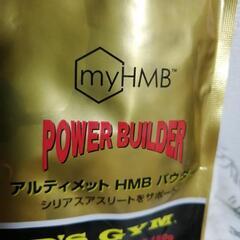 myHMB™
POWER BUILDER
アルティメット HMB パウダー
シリアスアスリートをサポート
'S GYM